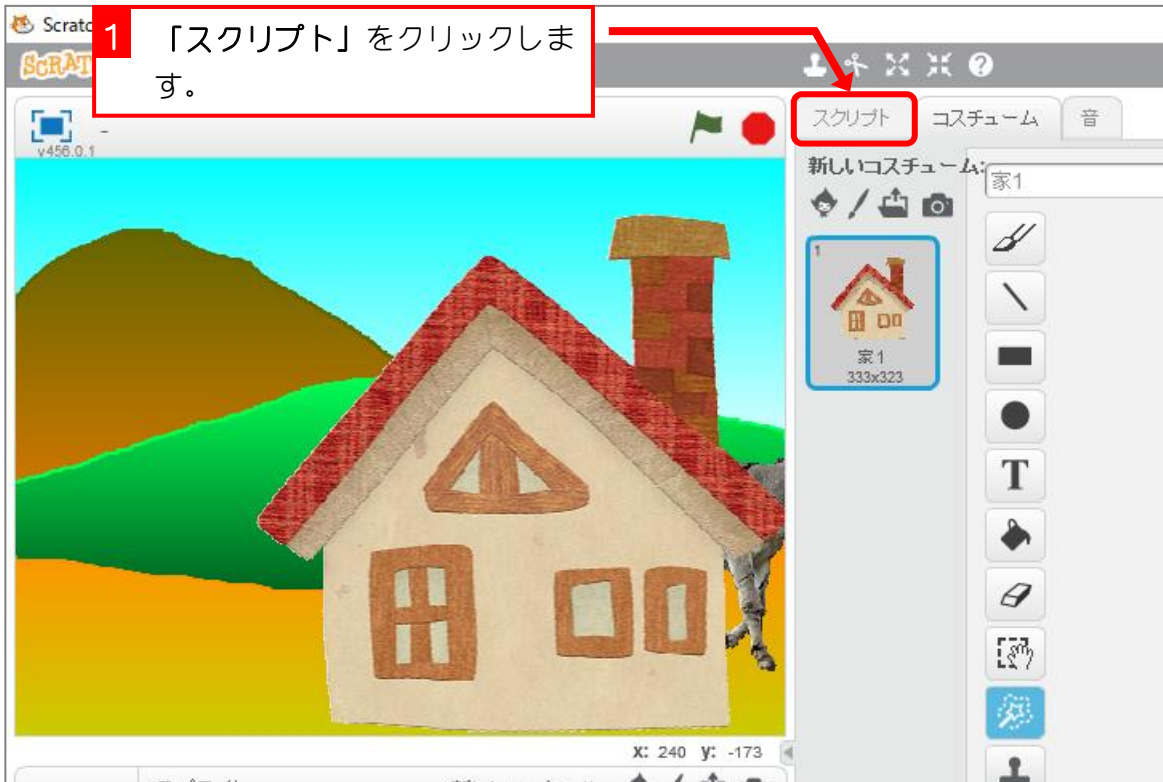 Scratc
1
「スクリプト」をクリックしま
す。
SCRAT
v456.0.1
スクリプト
コスチューム
音
新しいコスチューム:
家1
1
家1
333x323
T
X: 240 y: -173